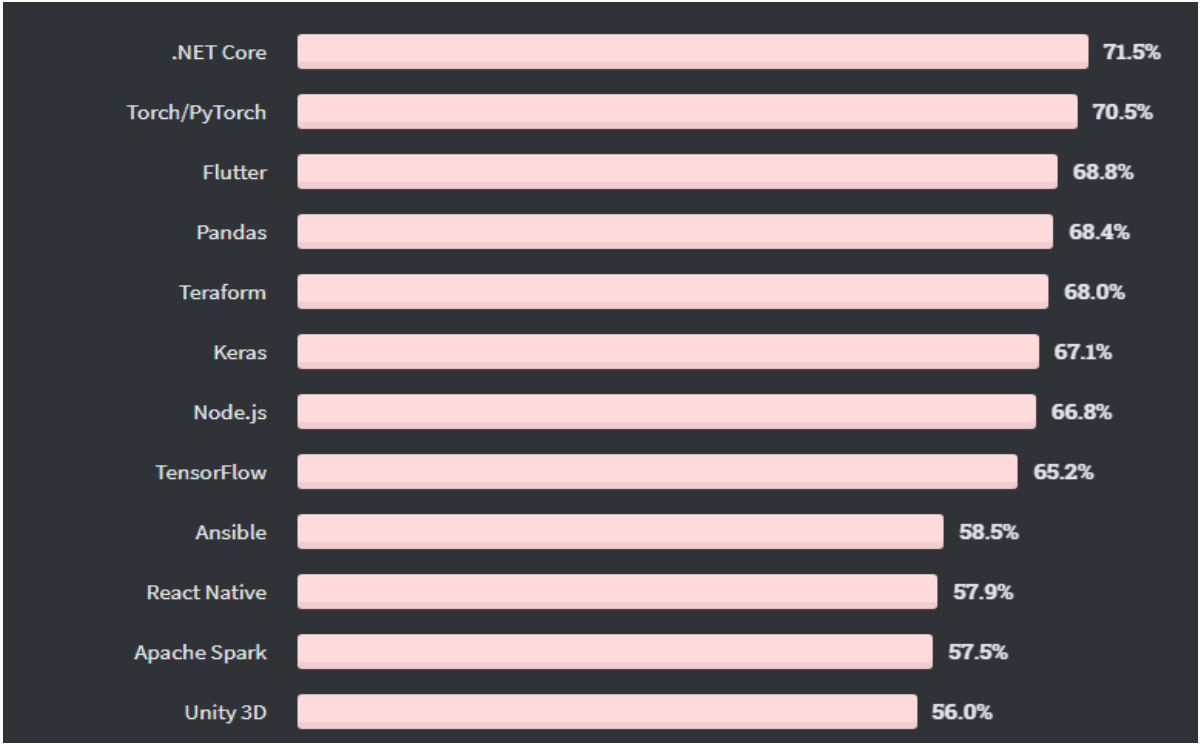 .NET Core 71.5%
Torch/PyTorch 70.5%
Flutter 68.8%
Pandas 68.4%
Teraform 68.0%
Keras 67.1%
Node.js 66.8%
TensorFlow 65.2%
Ansible 58.5%
React Native 57.9%
Apache Spark 57.5%
Unity 3D 56.0%